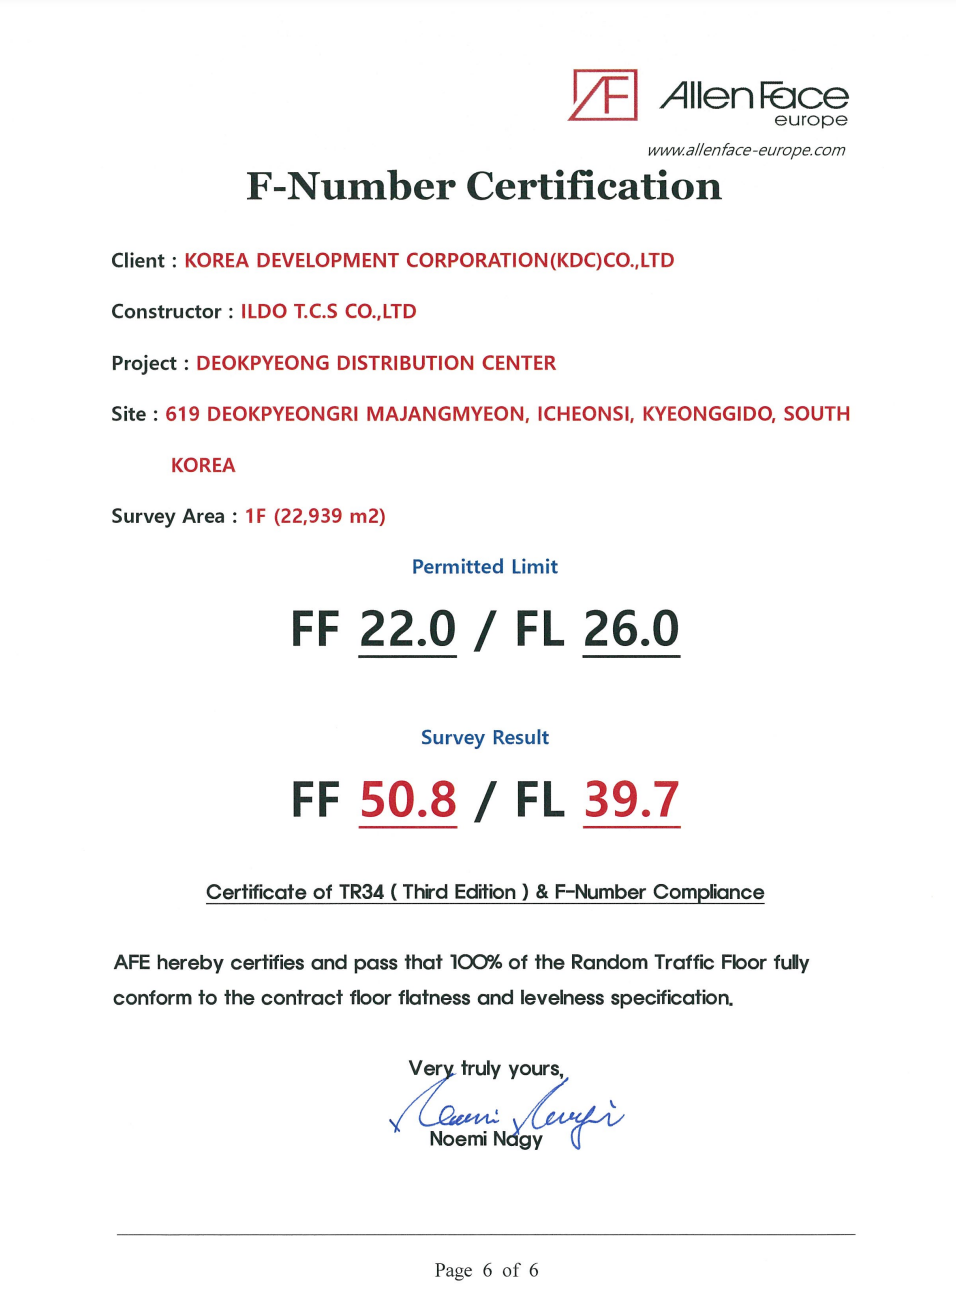 AF Allen Face
europe
www.allenface-europe.com
F-Number Certification
Client : KOREA DEVELOPMENT CORPORATION(KDC)CO.,LTD
Constructor : ILDO T.C.S CO.,LTD
Project : DEOKPYEONG DISTRIBUTION CENTER
Site : 619 DEOKPYEONGRI MAJANGMYEON, ICHEONSI, KYEONGGIDO, SOUTH
KOREA
Survey Area : 1F (22,939 m2)
Permitted Limit
FF 22.0 / FL 26.0
Survey Result
FF 50.8 / FL 39.7
Certificate of TR34 ( Third Edition ) & F-Number Compliance
AFE hereby certifies and pass that 100% of the Random Traffic Floor fully
conform to the contract floor flatness and levelness specification.
Very truly yours,
Noemi Nagy
Noemi Nagy
Page 6 of 6